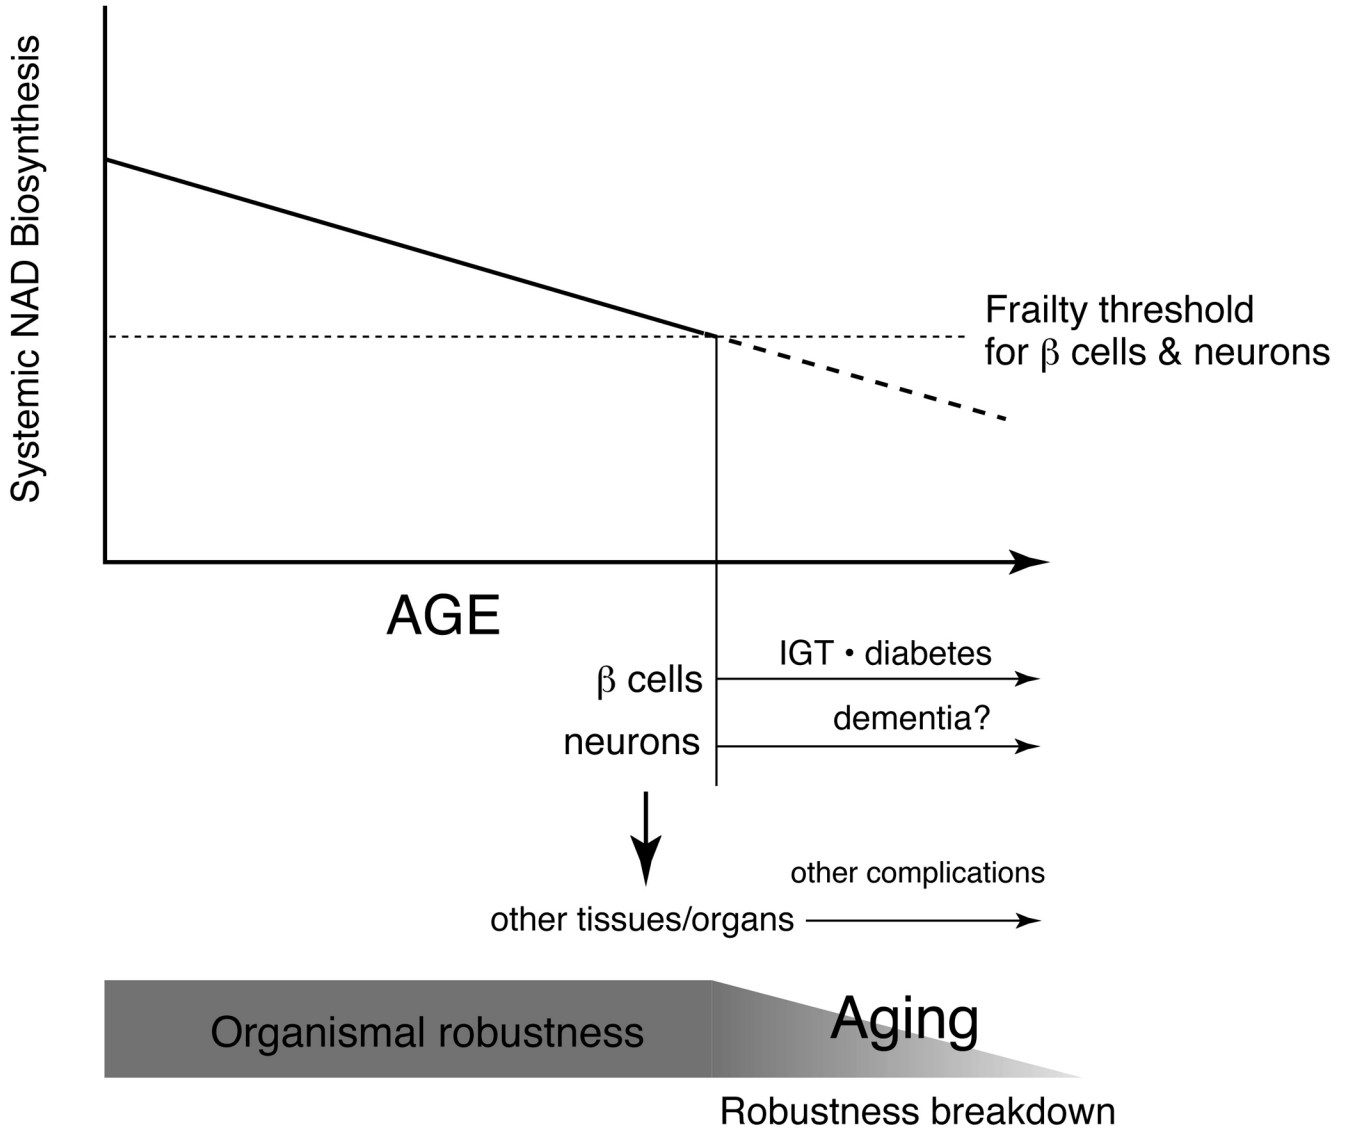 Systemic NAD Biosynthesis
Frailty threshold
for β cells & neurons
AGE
IGT • diabetes
β cells
dementia?
neurons
other complications
other tissues/organs
Organismal robustness
Aging
Robustness breakdown